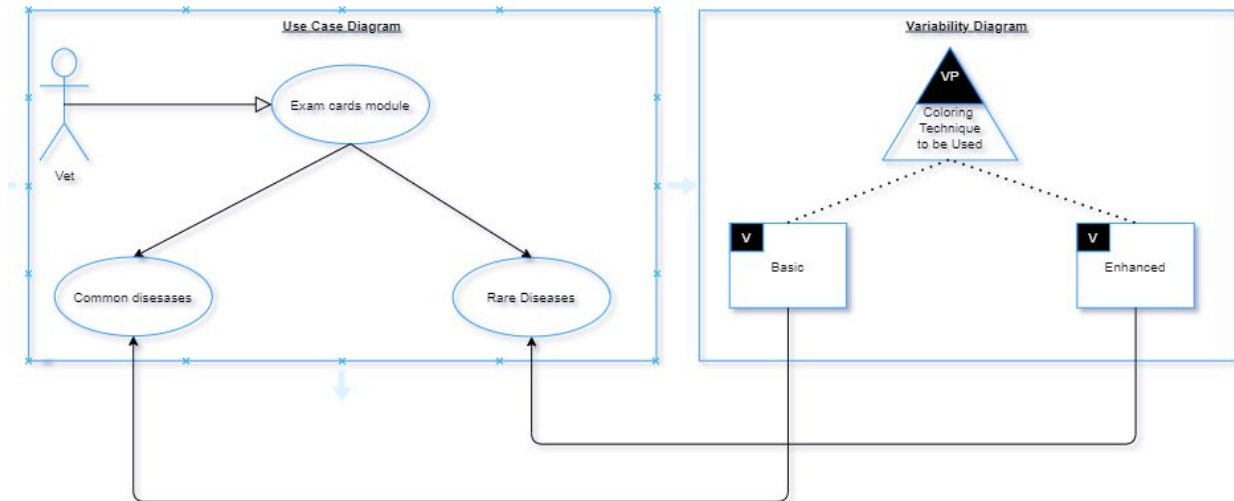 Use Case Diagram
Vet
Exam cards module
Common disesases
Rare Diseases
Variability Diagram
VP
Coloring
Technique
to be Used
V
Basic
V
Enhanced